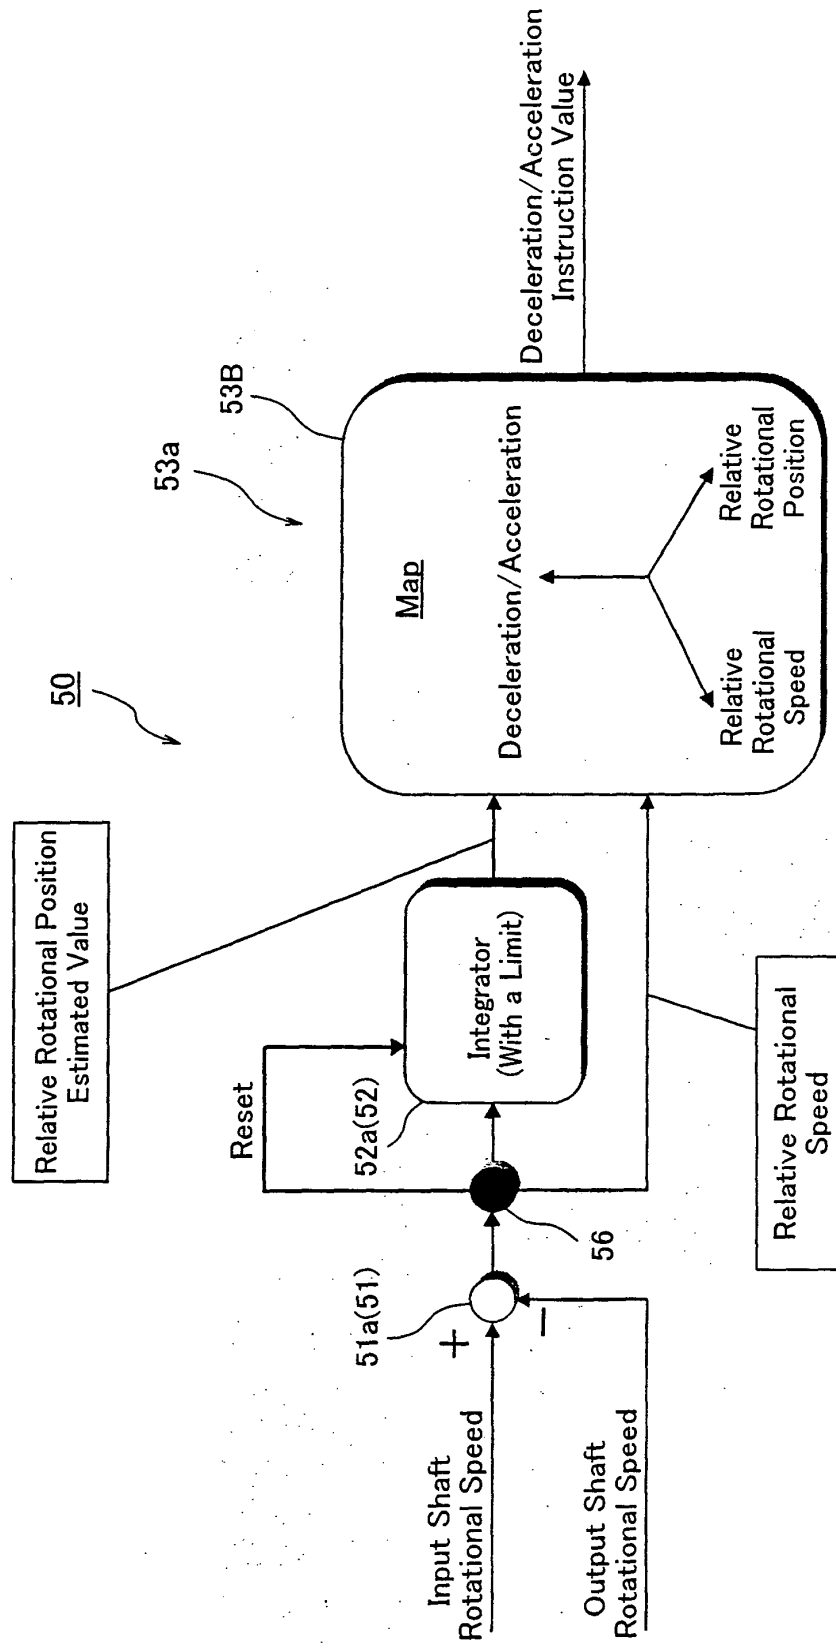 50
53a
53B
Input Shaft
Rotational Speed
Output Shaft
Rotational Speed
+
−
51a(51)
56
Reset
52a(52)
Integrator
(With a Limit)
Relative Rotational Position
Estimated Value
Relative Rotational
Speed
Map
Deceleration/Acceleration
Relative
Rotational
Speed
Relative
Rotational
Position
Deceleration/Acceleration
Instruction Value